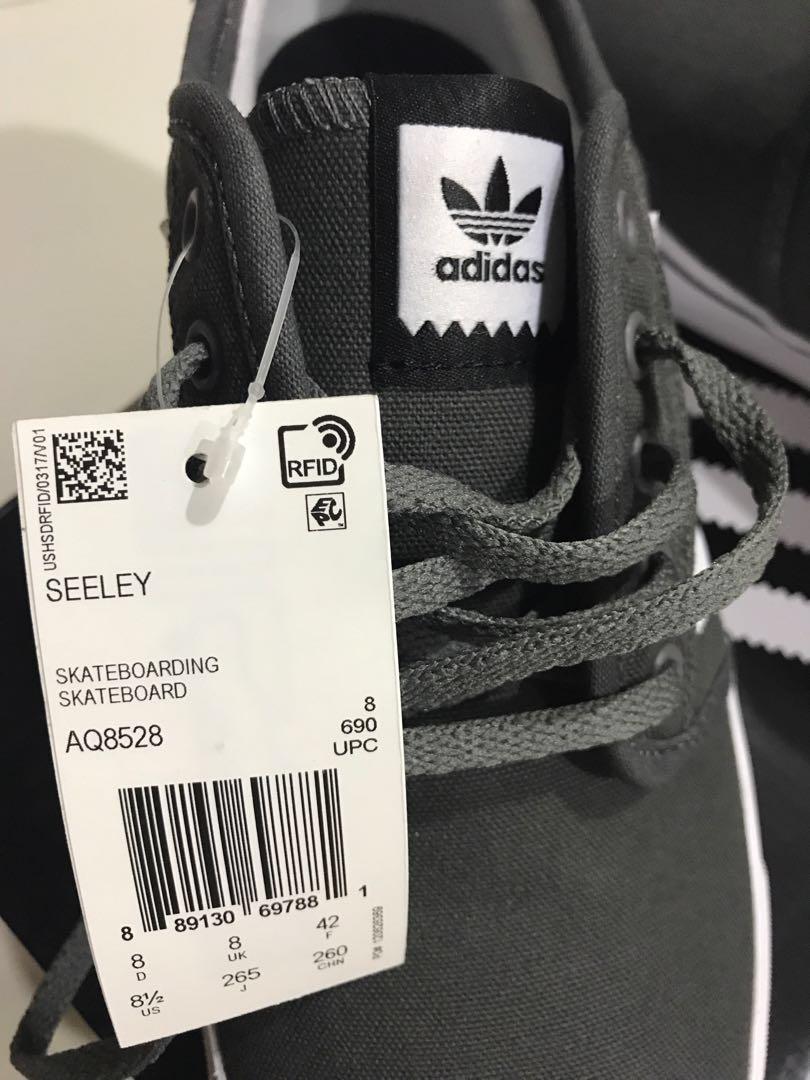 adidas
USHSDRFID/0317/V01
RFID
EPC
SEELEY
SKATEBOARDING
SKATEBOARD
AQ8528
8
690
UPC
8 89130 69788 1
8 8 42
D UK F
8½ 265 260
US J CHN